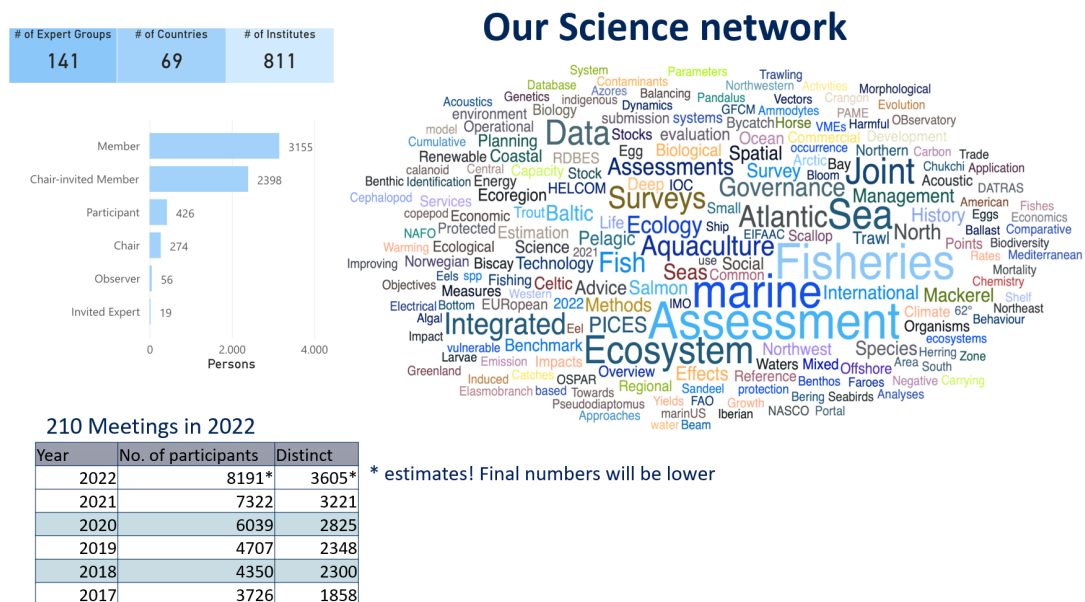 Our Science network
# of Expert Groups # of Countries # of Institutes
141 69 811
Member 3155
Chair-invited Member 2398
Participant 426
Chair 274
Observer 56
Invited Expert 19
0 2.000 4.000
Persons
System
Parameters
Trawling
Database
Contaminants
Northwestern
Activities
Morphological
Genetics
Azores
indigenous
Balancing
Pandalus
Vectors
Crangon
Evolution
Acoustics
environment
Biology
Dynamics
GFCM
Ammodytes
PAME
OBservatory
model
Operational
Data
submission
systems
Bycatch
Horse
VMEs
Harmful
Cumulative
Planning
Stocks
evaluation
Ocean
Commercial
Development
Renewable
Coastal
RDBES
Egg
Biological
Spatial
occurrence
Northern
Carbon
Trade
calanoid
Central
Capacity
Stock
Assessments
Survey
Arctic
Bay
Bloom
Joint
Chukchi
Application
Benthic
Identification
Energy
HELCOM
Deep
IOC
Governance
Acoustic
DATRAS
Cephalopod
Services
Ecoregion
Surveys
Small
Management
American
Fishes
copepod
Economic
Trout
Baltic
Life
Ecology
Ship
Atlantic
Sea
History
Eggs
Economics
NAFO
Protected
Estimation
Pelagic
EIFAAC
Scallop
Trawl
North
Ballast
Comparative
Warming
Ecological
Science
2021
Aquaculture
Points
Biodiversity
Improving
Norwegian
Biscay
Technology
Fish
Seas
use
Social
Common
Fisheries
Rates
Mediterranean
Mortality
Objectives
Eels
spp
Fishing
Celtic
Advice
Salmon
marine
International
Mackerel
Chemistry
Shelf
Measures
Western
Electrical
Bottom
EURopean
2022
Methods
IMO
Climate
62°
Northeast
Behaviour
Algal
Integrated
Eel
PICES
Assessment
Organisms
Impact
vulnerable
Benchmark
Ecosystem
Northwest
Species
ecosystems
Herring
Zone
Larvae
Emission
Impacts
Waters
Mixed
Offshore
Area
South
Greenland
Induced
Catches
OSPAR
Overview
Effects
Reference
Benthos
Faroes
Negative
Carrying
Elasmobranch
based
Towards
Regional
Sandeel
protection
Bering
Seabirds
Analyses
Pseudodiaptomus
Yields
FAO
Growth
Approaches
marinUS
Iberian
NASCO
Portal
water
Beam
210 Meetings in 2022
Year No. of participants Distinct
2022 8191* 3605*
* estimates! Final numbers will be lower
2021 7322 3221
2020 6039 2825
2019 4707 2348
2018 4350 2300
2017 3726 1858